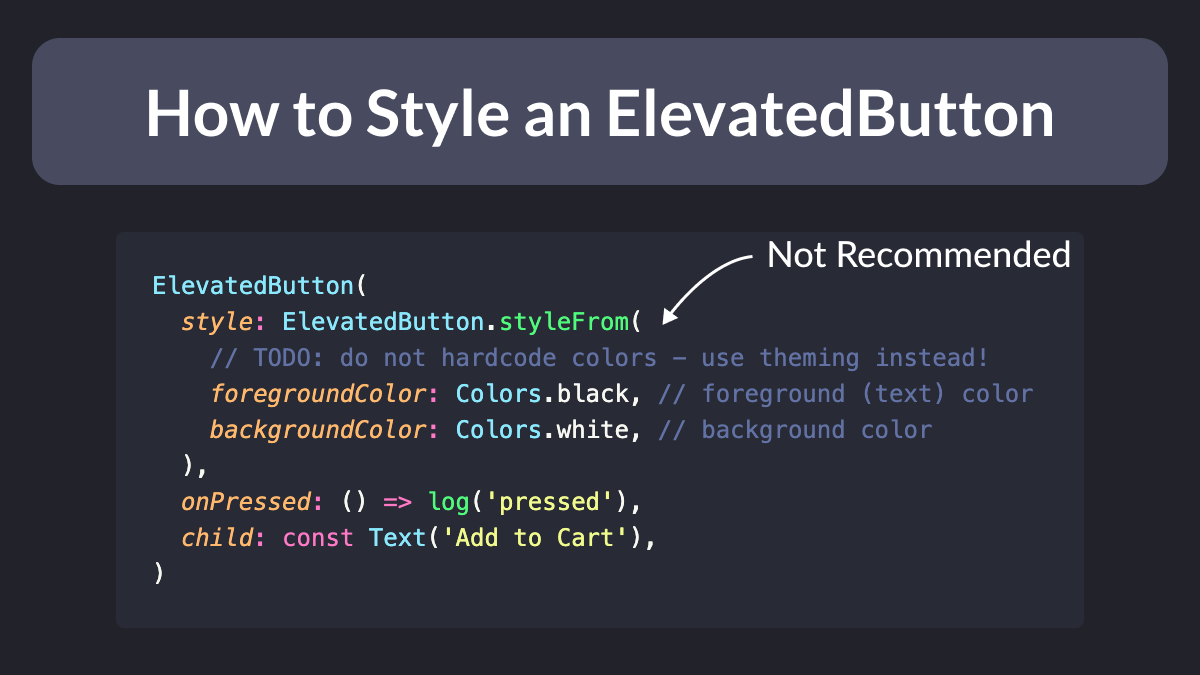 How to Style an ElevatedButton
Not Recommended
ElevatedButton(
  style: ElevatedButton.styleFrom(
    // TODO: do not hardcode colors – use theming instead!
    foregroundColor: Colors.black, // foreground (text) color
    backgroundColor: Colors.white, // background color
  ),
  onPressed: () => log('pressed'),
  child: const Text('Add to Cart'),
)